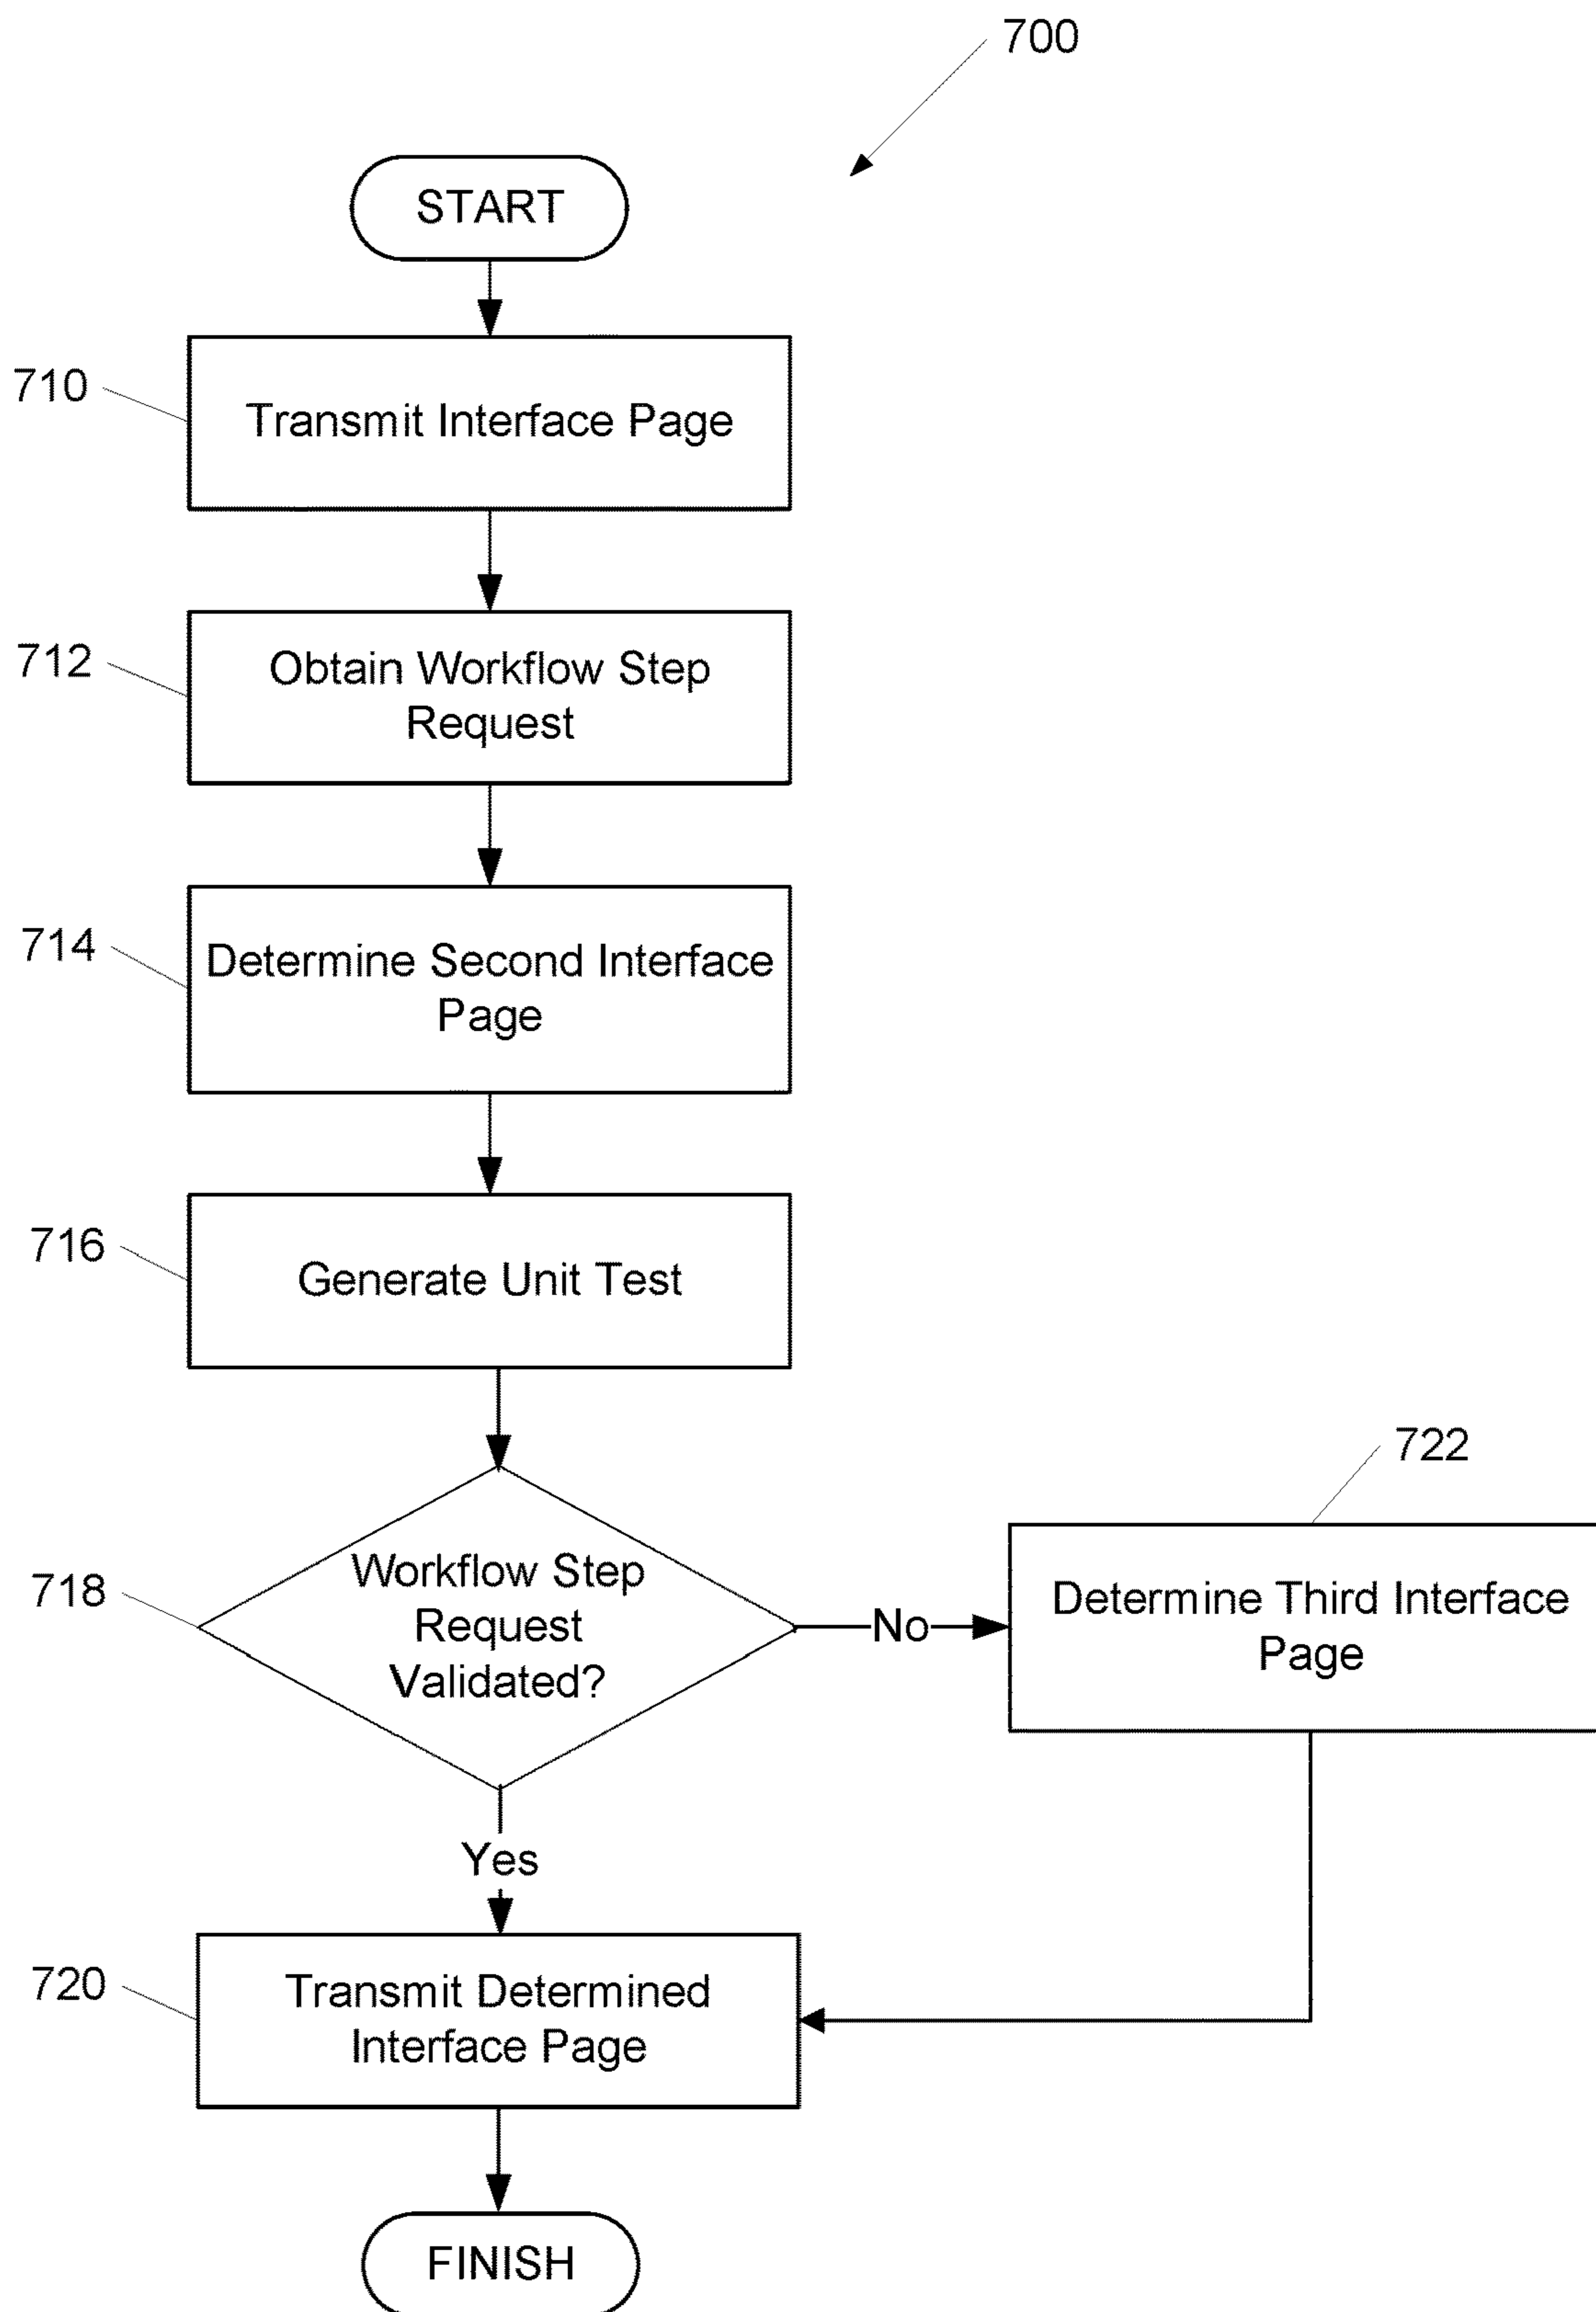 700
START
710
Transmit Interface Page
712
Obtain Workflow Step
Request
714
Determine Second Interface
Page
716
Generate Unit Test
722
718
Workflow Step
Request
Validated?
No
Determine Third Interface
Page
Yes
720
Transmit Determined
Interface Page
FINISH